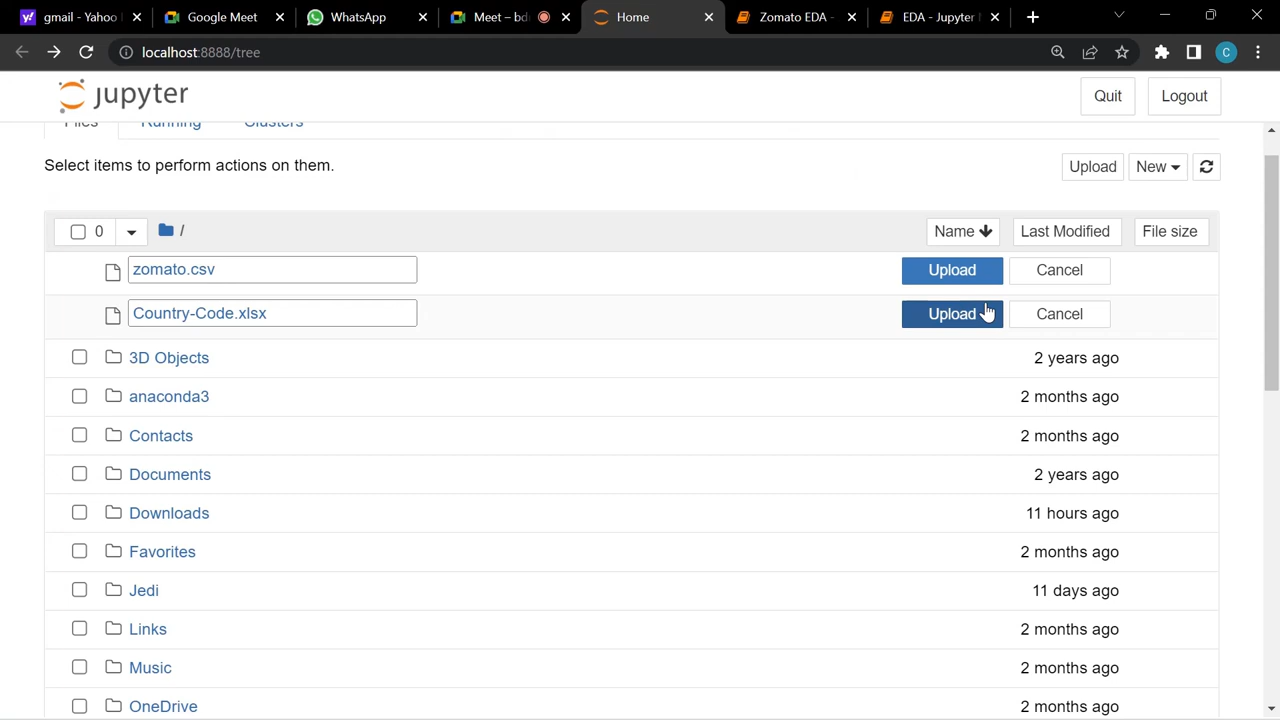 gmail - Yahoo
Google Meet
WhatsApp
Meet – bd
Home
Zomato EDA -
EDA - Jupyter
localhost:8888/tree
C
jupyter
Quit
Logout
Files
Running
Clusters
Select items to perform actions on them.
Upload
New
0
/
Name
Last Modified
File size
zomato.csv
Upload
Cancel
Country-Code.xlsx
Upload
Cancel
3D Objects
2 years ago
anaconda3
2 months ago
Contacts
2 months ago
Documents
2 years ago
Downloads
11 hours ago
Favorites
2 months ago
Jedi
11 days ago
Links
2 months ago
Music
2 months ago
OneDrive
2 months ago